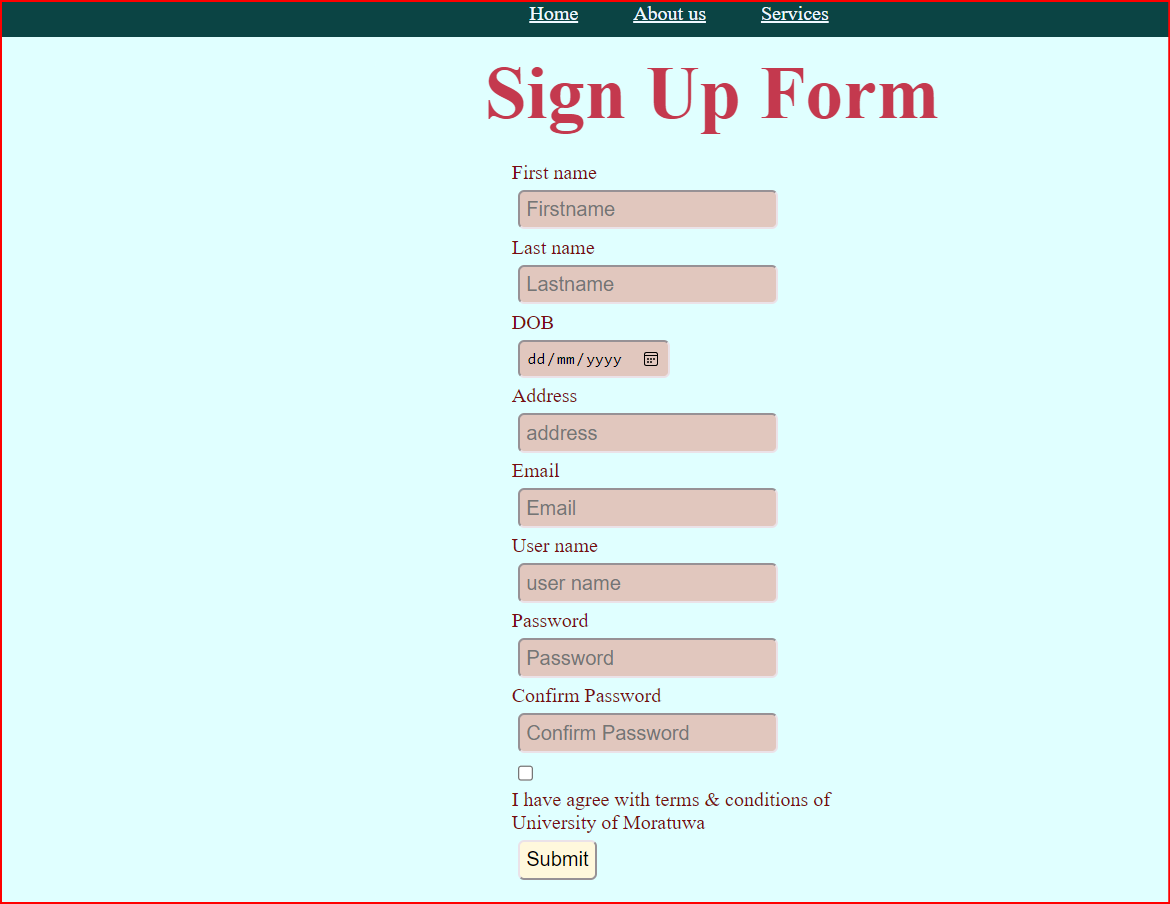 Home About us Services
Sign Up Form
First name
Firstname
Last name
Lastname
DOB
dd/mm/yyyy
Address
address
Email
Email
User name
user name
Password
Password
Confirm Password
Confirm Password
I have agree with terms & conditions of
University of Moratuwa
Submit